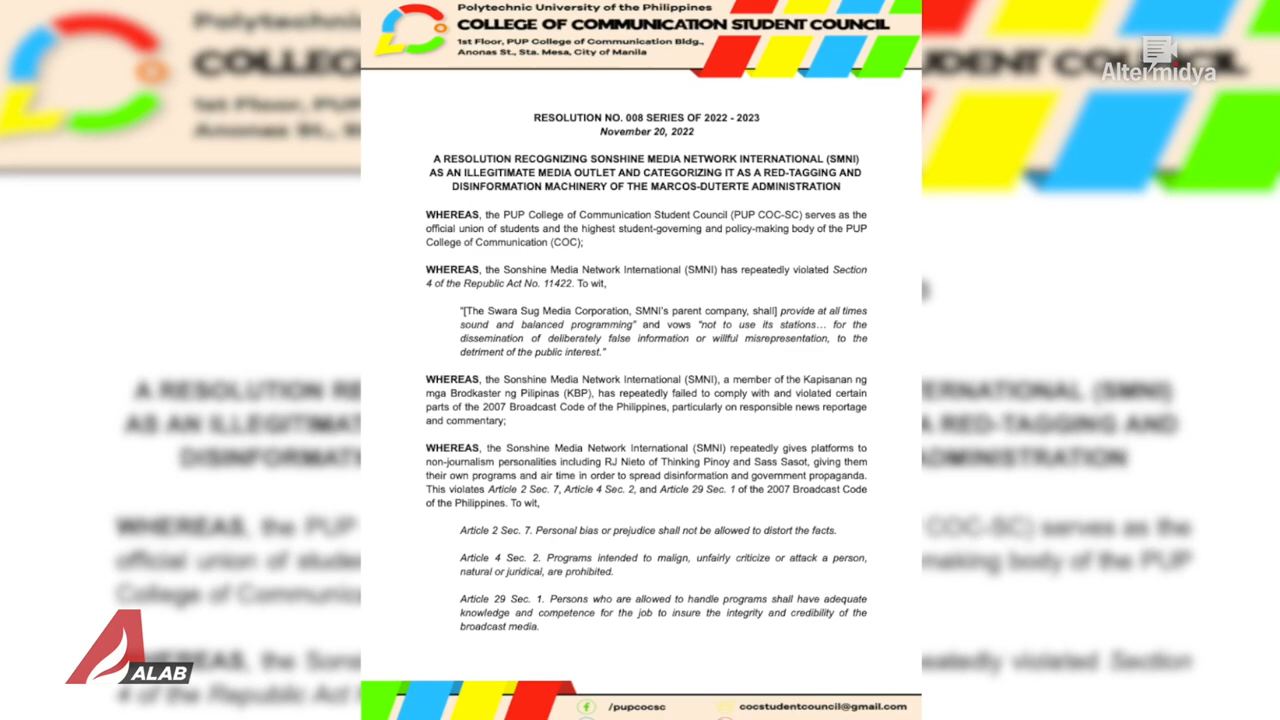 Polytechnic University of the Philippines
COLLEGE OF COMMUNICATION STUDENT COUNCIL
1st Floor, PUP College of Communication Bldg.,
Anonas St., Sta. Mesa, City of Manila
Altermidya
RESOLUTION NO. 008 SERIES OF 2022 - 2023
November 20, 2022
A RESOLUTION RECOGNIZING SONSHINE MEDIA NETWORK INTERNATIONAL (SMNI)
AS AN ILLEGITIMATE MEDIA OUTLET AND CATEGORIZING IT AS A RED-TAGGING AND
DISINFORMATION MACHINERY OF THE MARCOS-DUTERTE ADMINISTRATION
WHEREAS, the PUP College of Communication Student Council (PUP COC-SC) serves as the
official union of students and the highest student-governing and policy-making body of the PUP
College of Communication (COC);
WHEREAS, the Sonshine Media Network International (SMNI) has repeatedly violated Section
4 of the Republic Act No. 11422. To wit,
“[The Swara Sug Media Corporation, SMNI’s parent company, shall] provide at all times
sound and balanced programming” and vows “not to use its stations… for the
dissemination of deliberately false information or willful misrepresentation, to the
detriment of the public interest.”
WHEREAS, the Sonshine Media Network International (SMNI), a member of the Kapisanan ng
mga Brodkaster ng Pilipinas (KBP), has repeatedly failed to comply with and violated certain
parts of the 2007 Broadcast Code of the Philippines, particularly on responsible news reportage
and commentary;
WHEREAS, the Sonshine Media Network International (SMNI) repeatedly gives platforms to
non-journalism personalities including RJ Nieto of Thinking Pinoy and Sass Sasot, giving them
their own programs and air time in order to spread disinformation and government propaganda.
This violates Article 2 Sec. 7, Article 4 Sec. 2, and Article 29 Sec. 1 of the 2007 Broadcast Code
of the Philippines. To wit,
Article 2 Sec. 7. Personal bias or prejudice shall not be allowed to distort the facts.
Article 4 Sec. 2. Programs intended to malign, unfairly criticize or attack a person,
natural or juridical, are prohibited.
Article 29 Sec. 1. Persons who are allowed to handle programs shall have adequate
knowledge and competence for the job to insure the integrity and credibility of the
broadcast media.
ALAB
/pupcocsc
cocstudentcouncil@gmail.com